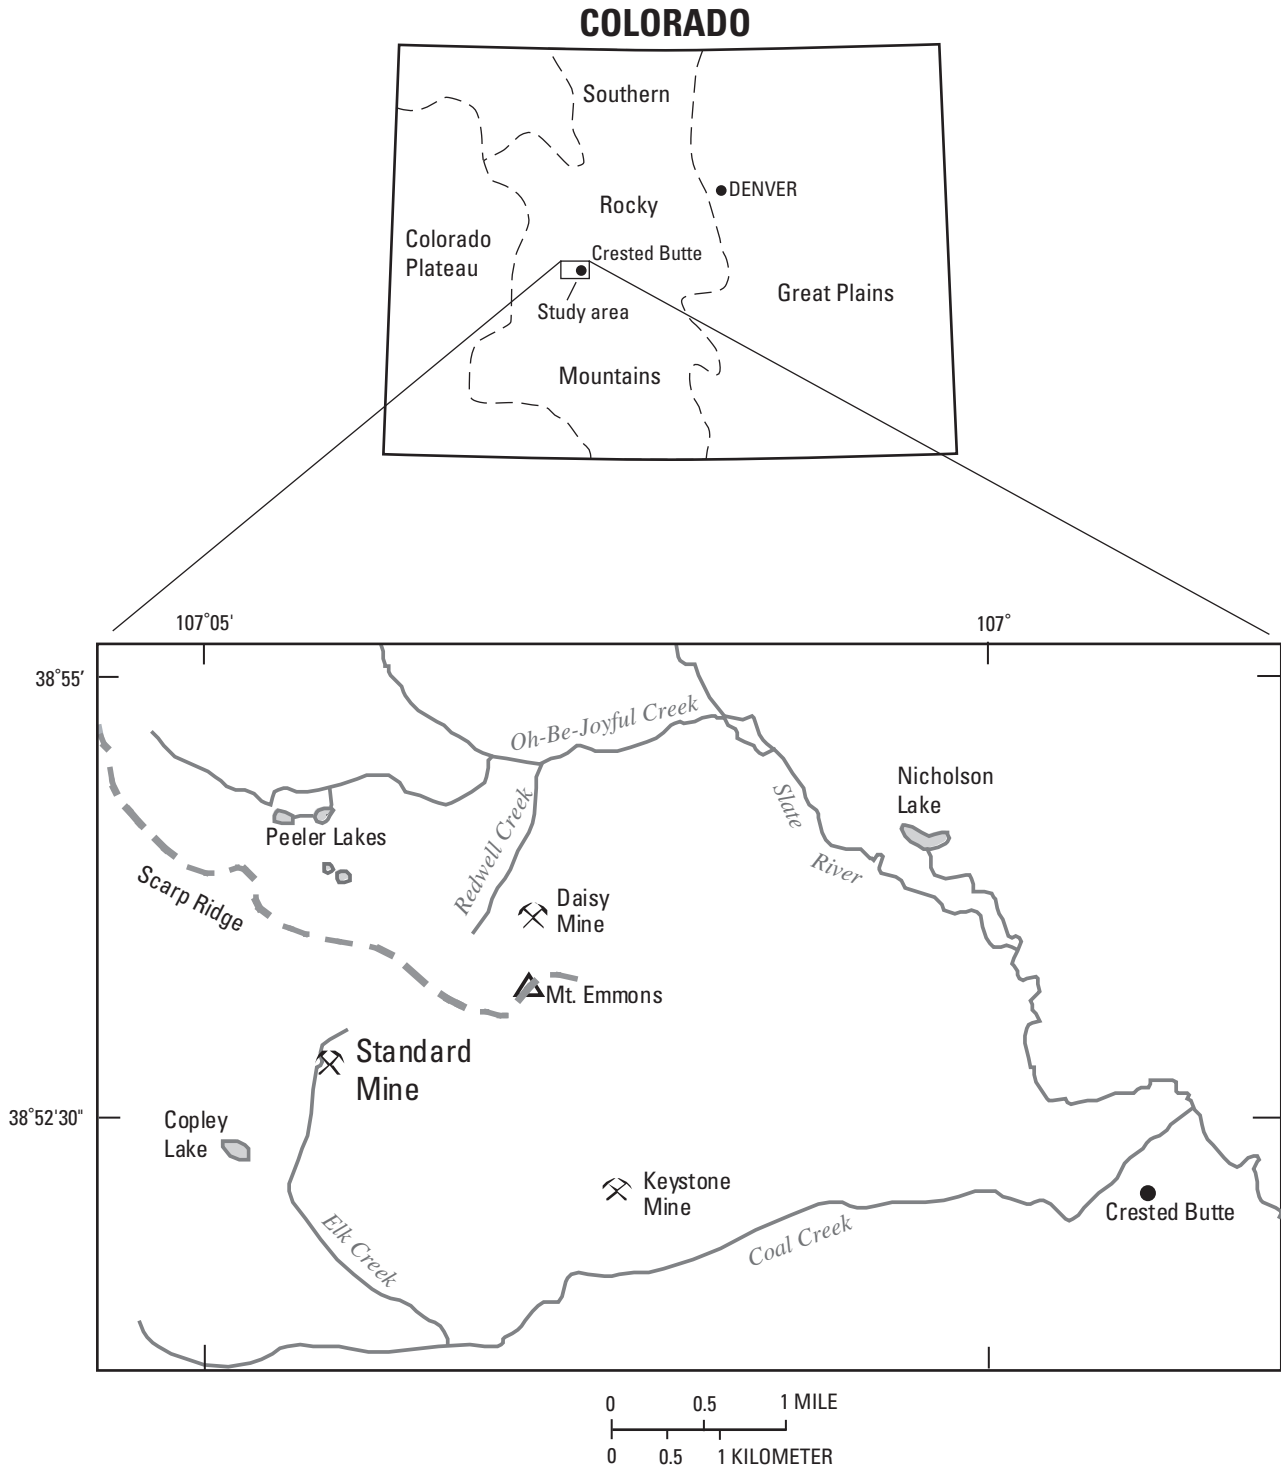 COLORADO
Southern
DENVER
Rocky
Colorado
Plateau
Crested Butte
Great Plains
Study area
Mountains
107°05'
107°
38°55'
Oh-Be-Joyful Creek
Slate
River
Nicholson
Lake
Peeler Lakes
Redwell Creek
Scarp Ridge
Daisy
Mine
Mt. Emmons
Standard
Mine
38°52'30"
Copley
Lake
Keystone
Mine
Crested Butte
Elk Creek
Coal Creek
0 0.5 1 MILE
0 0.5 1 KILOMETER